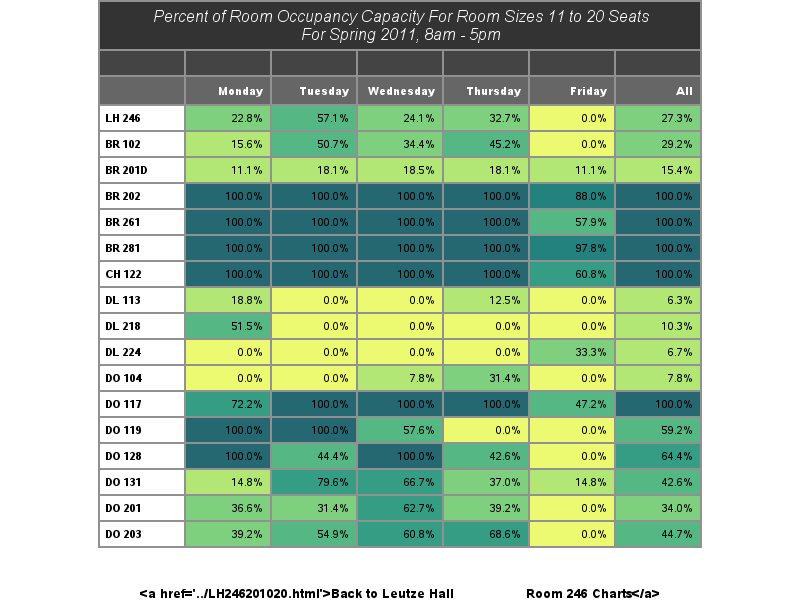 Percent of Room Occupancy Capacity For Room Sizes 11 to 20 Seats
For Spring 2011, 8am - 5pm
Monday Tuesday Wednesday Thursday Friday All
LH 246 22.8% 57.1% 24.1% 32.7% 0.0% 27.3%
BR 102 15.6% 50.7% 34.4% 45.2% 0.0% 29.2%
BR 201D 11.1% 18.1% 18.5% 18.1% 11.1% 15.4%
BR 202 100.0% 100.0% 100.0% 100.0% 88.0% 100.0%
BR 261 100.0% 100.0% 100.0% 100.0% 57.9% 100.0%
BR 281 100.0% 100.0% 100.0% 100.0% 97.8% 100.0%
CH 122 100.0% 100.0% 100.0% 100.0% 60.8% 100.0%
DL 113 18.8% 0.0% 0.0% 12.5% 0.0% 6.3%
DL 218 51.5% 0.0% 0.0% 0.0% 0.0% 10.3%
DL 224 0.0% 0.0% 0.0% 0.0% 33.3% 6.7%
DO 104 0.0% 0.0% 7.8% 31.4% 0.0% 7.8%
DO 117 72.2% 100.0% 100.0% 100.0% 47.2% 100.0%
DO 119 100.0% 100.0% 57.6% 0.0% 0.0% 59.2%
DO 128 100.0% 44.4% 100.0% 42.6% 0.0% 64.4%
DO 131 14.8% 79.6% 66.7% 37.0% 14.8% 42.6%
DO 201 36.6% 31.4% 62.7% 39.2% 0.0% 34.0%
DO 203 39.2% 54.9% 60.8% 68.6% 0.0% 44.7%
<a href='../LH246201020.html'>Back to Leutze Hall Room 246 Charts</a>